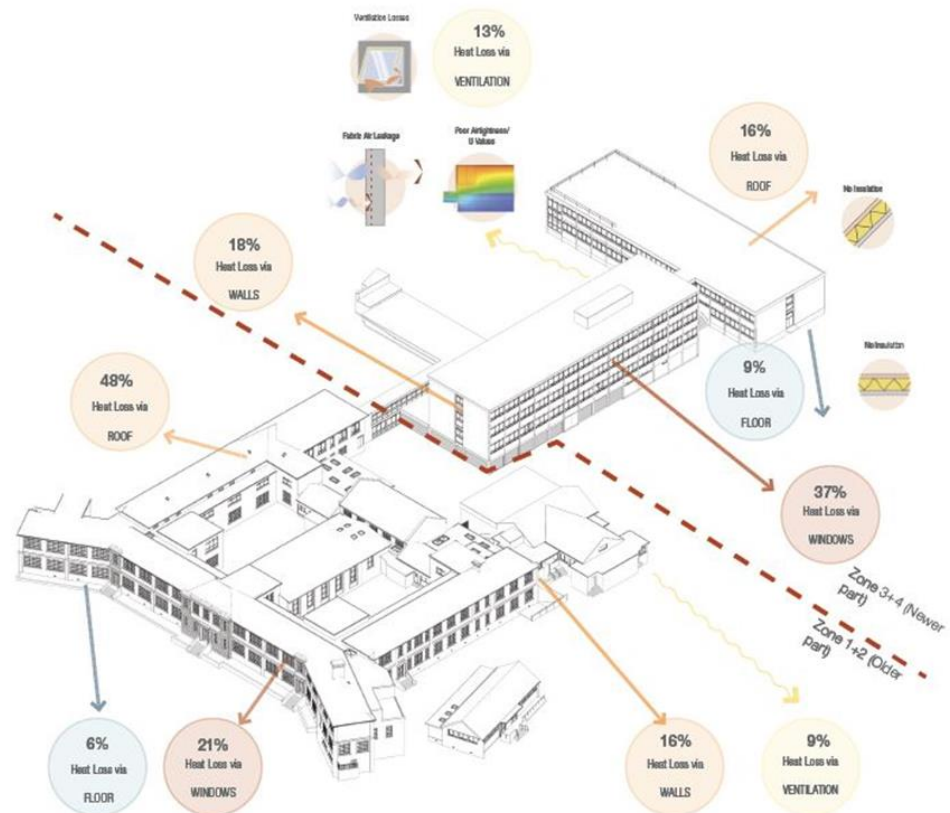 Ventilation Losses
13%
Heat Loss via
VENTILATION
Fabric Air Leakage
Poor Airtightness/
U Values
16%
Heat Loss via
ROOF
No Insulation
18%
Heat Loss via
WALLS
No Insulation
9%
Heat Loss via
FLOOR
48%
Heat Loss via
ROOF
37%
Heat Loss via
WINDOWS
Zone 3+4 (Newer
part)
Zone 1+2 (Older
part)
6%
Heat Loss via
FLOOR
21%
Heat Loss via
WINDOWS
16%
Heat Loss via
WALLS
9%
Heat Loss via
VENTILATION